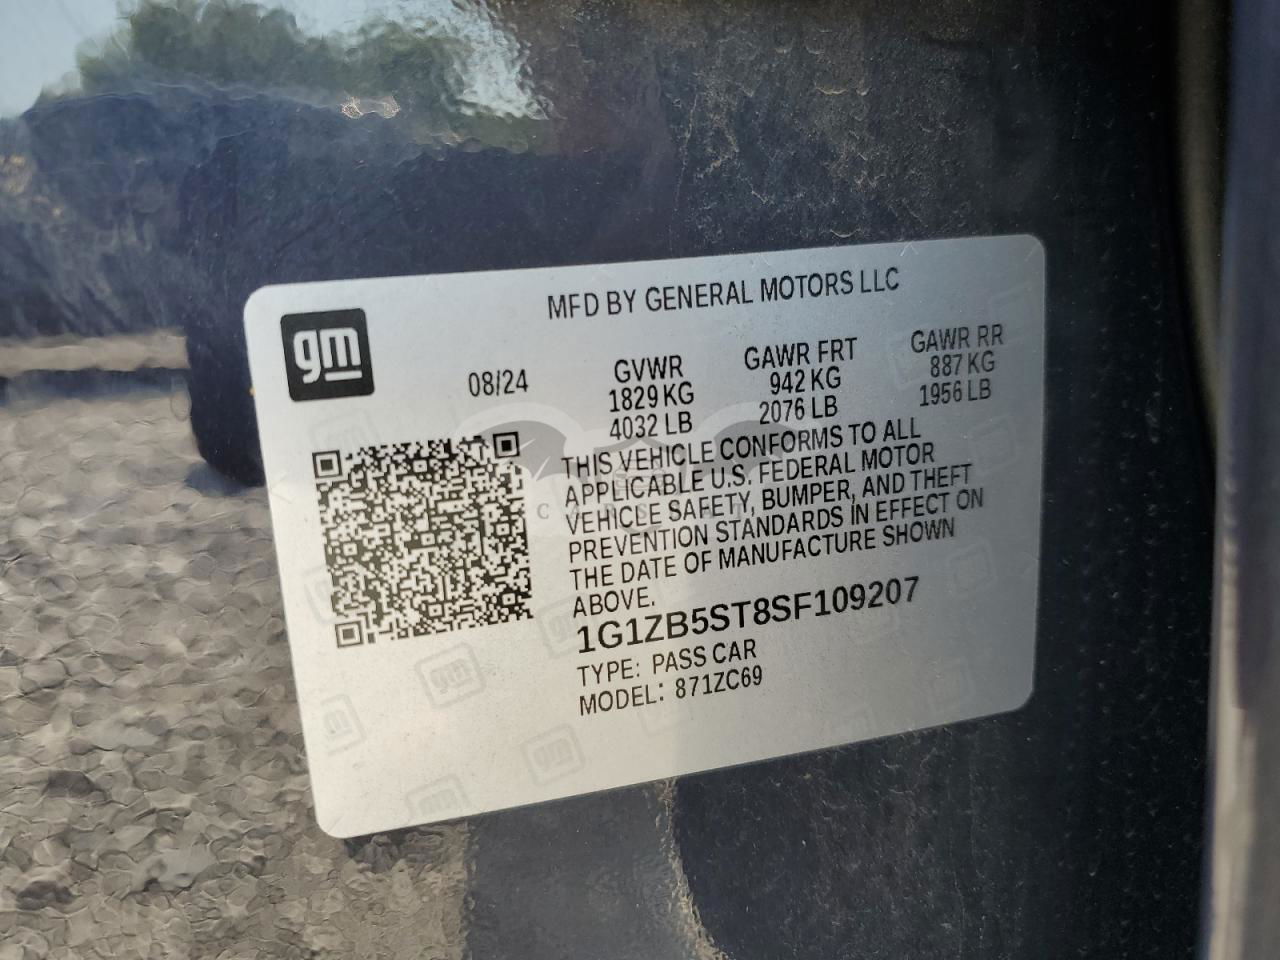 MFD BY GENERAL MOTORS LLC
gm
08/24
GVWR
1829 KG
4032 LB
GAWR FRT
942 KG
2076 LB
GAWR RR
887 KG
1956 LB
THIS VEHICLE CONFORMS TO ALL
APPLICABLE U.S. FEDERAL MOTOR
VEHICLE SAFETY, BUMPER, AND THEFT
PREVENTION STANDARDS IN EFFECT ON
THE DATE OF MANUFACTURE SHOWN
ABOVE.
1G1ZB5ST8SF109207
TYPE: PASS CAR
MODEL: 871ZC69